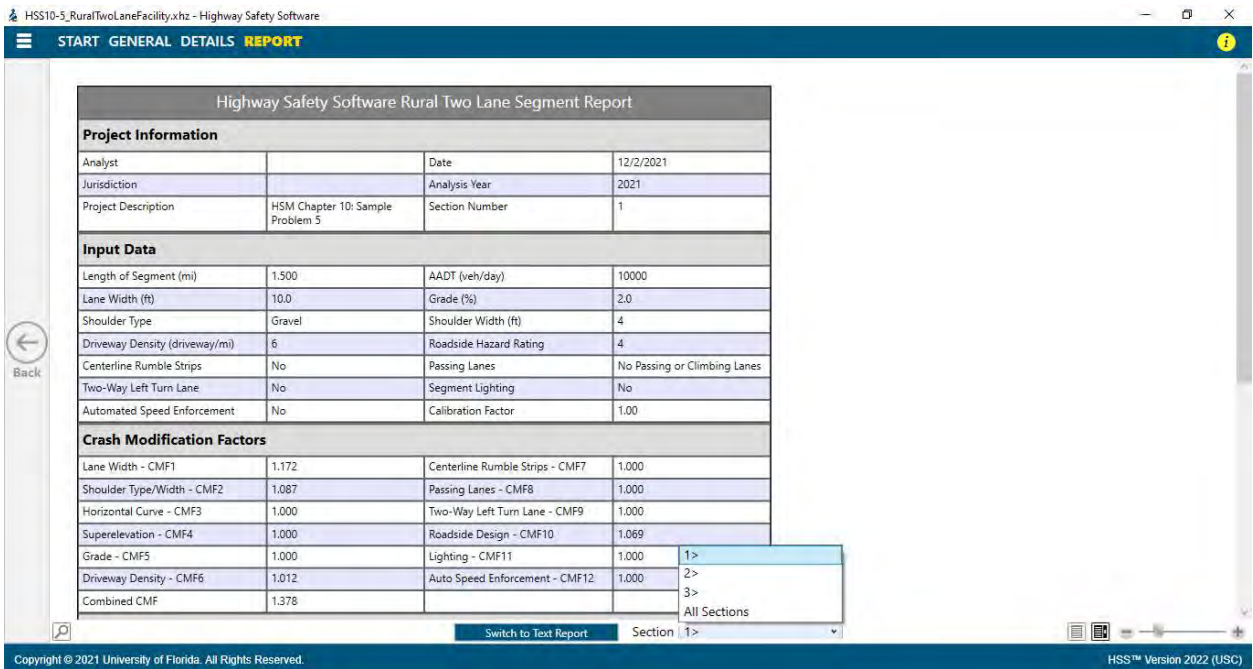 HSS10-5_RuralTwoLaneFacility.xhz - Highway Safety Software
START GENERAL DETAILS REPORT
i
Highway Safety Software Rural Two Lane Segment Report
Project Information
Analyst Date 12/2/2021
Jurisdiction Analysis Year 2021
Project Description HSM Chapter 10: Sample Problem 5 Section Number 1
Input Data
Length of Segment (mi) 1.500 AADT (veh/day) 10000
Lane Width (ft) 10.0 Grade (%) 2.0
Shoulder Type Gravel Shoulder Width (ft) 4
Driveway Density (driveway/mi) 6 Roadside Hazard Rating 4
Centerline Rumble Strips No Passing Lanes No Passing or Climbing Lanes
Two-Way Left Turn Lane No Segment Lighting No
Automated Speed Enforcement No Calibration Factor 1.00
Crash Modification Factors
Lane Width - CMF1 1.172 Centerline Rumble Strips - CMF7 1.000
Shoulder Type/Width - CMF2 1.087 Passing Lanes - CMF8 1.000
Horizontal Curve - CMF3 1.000 Two-Way Left Turn Lane - CMF9 1.000
Superelevation - CMF4 1.000 Roadside Design - CMF10 1.069
Grade - CMF5 1.000 Lighting - CMF11 1.000
Driveway Density - CMF6 1.012 Auto Speed Enforcement - CMF12 1.000
Combined CMF 1.378
1>
2>
3>
All Sections
Back
Switch to Text Report Section 1>
Copyright © 2021 University of Florida. All Rights Reserved. HSS™ Version 2022 (USC)